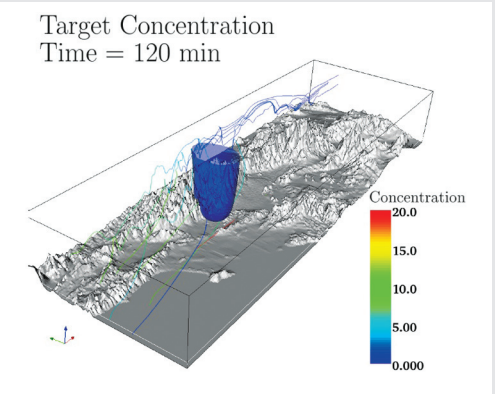 Target Concentration
Time = 120 min
Concentration
20.0
15.0
10.0
5.00
0.000